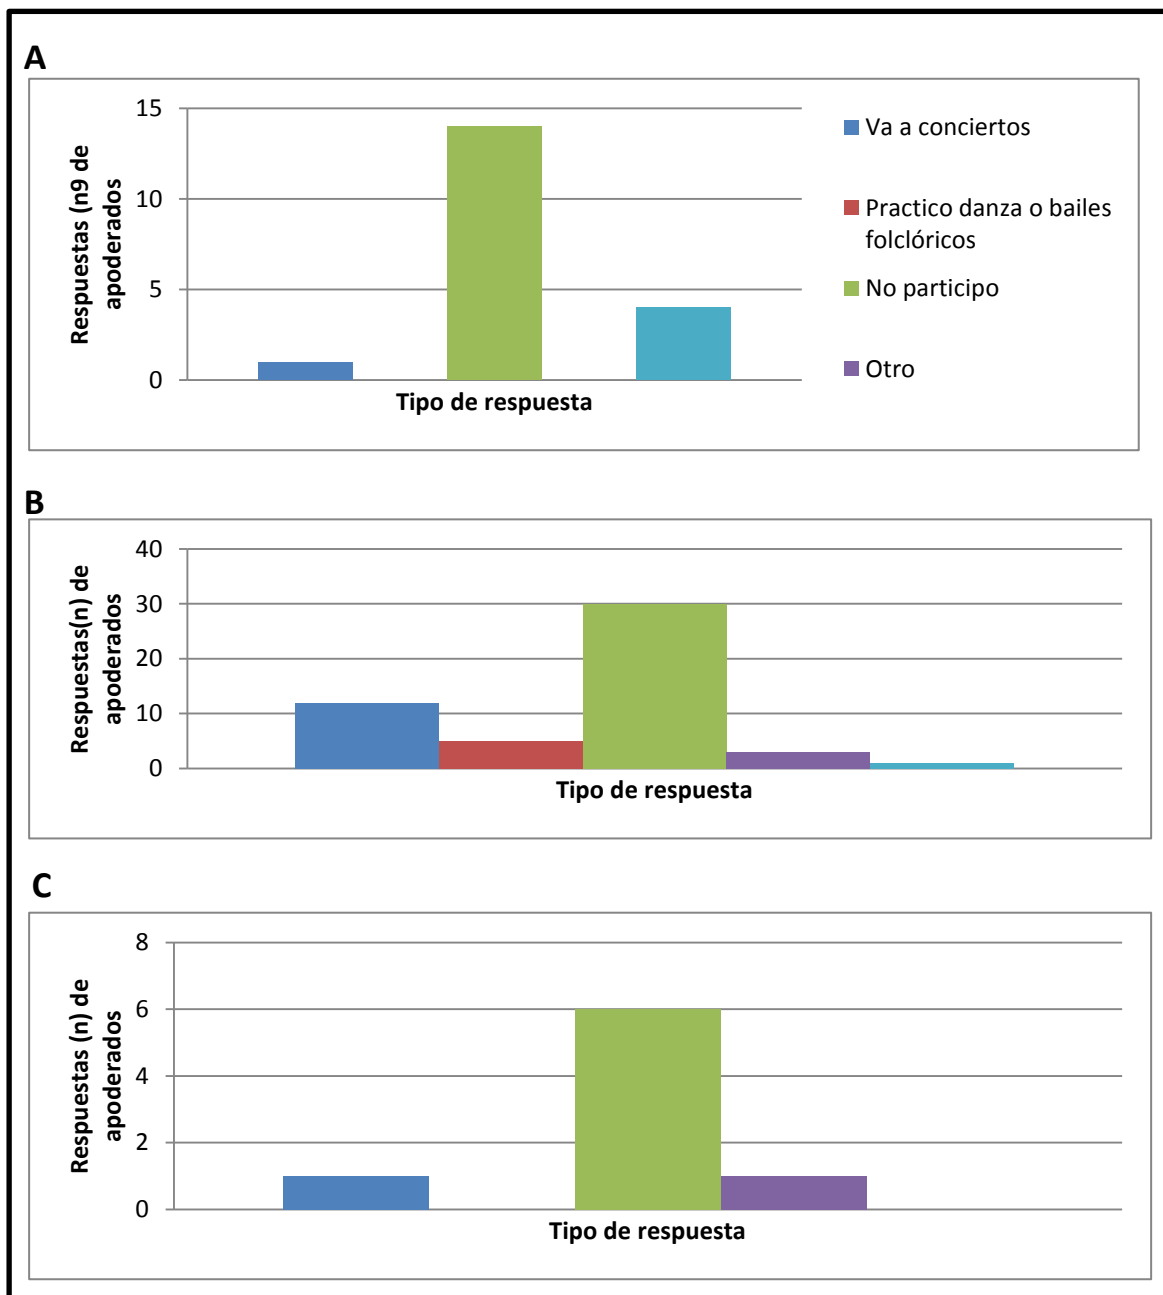 A
Respuestas (n9 de
apoderados
15
10
5
0
Tipo de respuesta
Va a conciertos
Practico danza o bailes
folclóricos
No participo
Otro
B
Respuestas(n) de
apoderados
40
30
20
10
0
Tipo de respuesta
C
Respuestas (n) de
apoderados
8
6
4
2
0
Tipo de respuesta